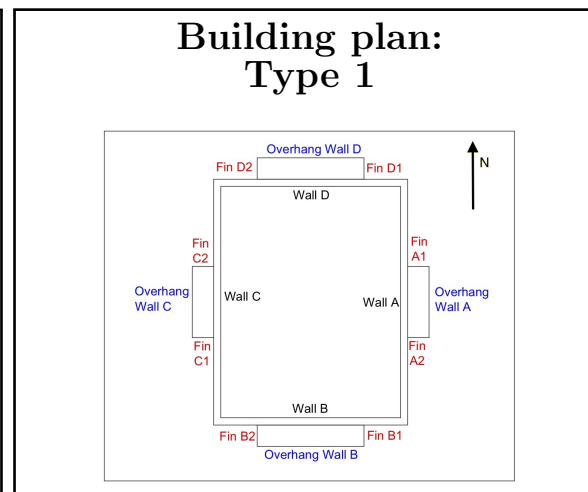 Building plan:
Type 1
Overhang Wall D
Fin D2
Fin D1
N
Wall D
Fin
C2
Fin
A1
Overhang
Wall C
Wall C
Wall A
Overhang
Wall A
Fin
C1
Fin
A2
Wall B
Fin B2
Fin B1
Overhang Wall B